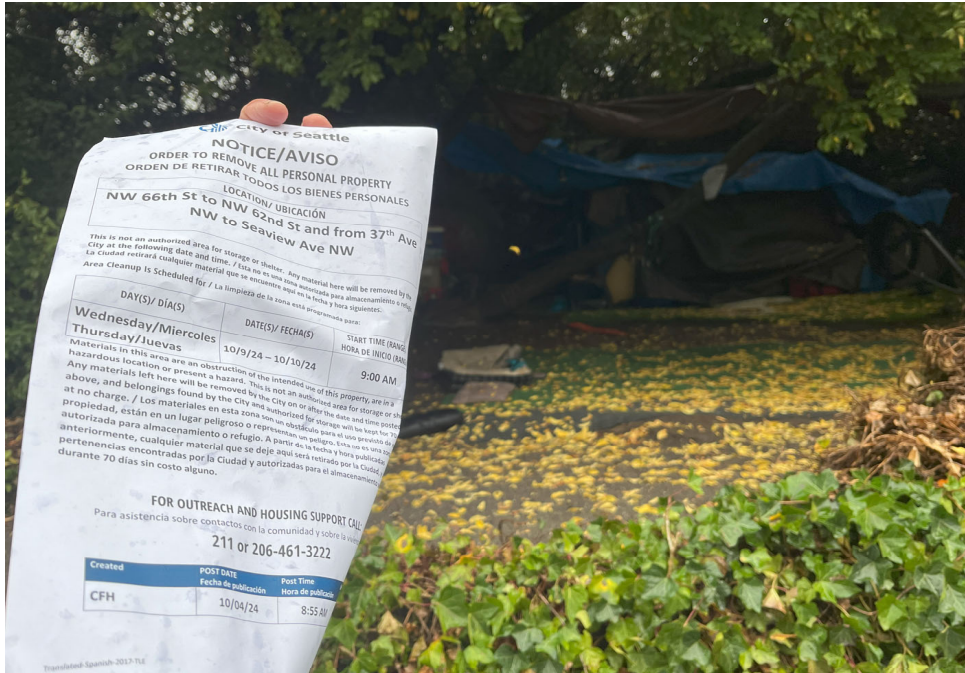 City of Seattle
NOTICE/AVISO
ORDER TO REMOVE ALL PERSONAL PROPERTY
ORDEN DE RETIRAR TODOS LOS BIENES PERSONALES
LOCATION/ UBICACIÓN
NW 66th St to NW 62nd St and from 37th Ave
NW to Seaview Ave NW
This is not an authorized area for storage or shelter. Any material here will be removed by the
City at the following date and time. / Esta no es una zona autorizada para almacenamiento o
La Ciudad retirará cualquier material que se encuentre aquí en la fecha y hora siguientes.
Area Cleanup Is Scheduled for / La limpieza de la zona está programada para:
DAY(S)/ DÍA(S)
DATE(S)/ FECHA(S)
START TIME
HORA DE INICIO
Wednesday/Miercoles
Thursday/Juevas
10/9/24 – 10/10/24
9:00 AM
Materials in this area are an obstruction of the intended use of this property, are in a
hazardous location or present a hazard. This is not an authorized area for storage or
Any materials left here will be removed by the City on or after the date and time posted
above, and belongings found by the City and authorized for storage will be kept for
at no charge. / Los materiales en esta zona son un obstáculo para el uso previsto de
propiedad, están en un lugar peligroso o representan un peligro. Esta no es una
autorizada para almacenamiento o refugio. A partir de la fecha y hora publicada
anteriormente, cualquier material que se deje aquí será retirado por la Ciudad,
pertenencias encontradas por la Ciudad y autorizadas para el almacenamiento
durante 70 días sin costo alguno.
FOR OUTREACH AND HOUSING SUPPORT CALL:
Para asistencia sobre contactos con la comunidad y sobre la
211 or 206-461-3222
Created
POST DATE
Fecha de publicación
Post Time
Hora de publicación
CFH
10/04/24
8:55 AM
Translated-Spanish-2017-TLL